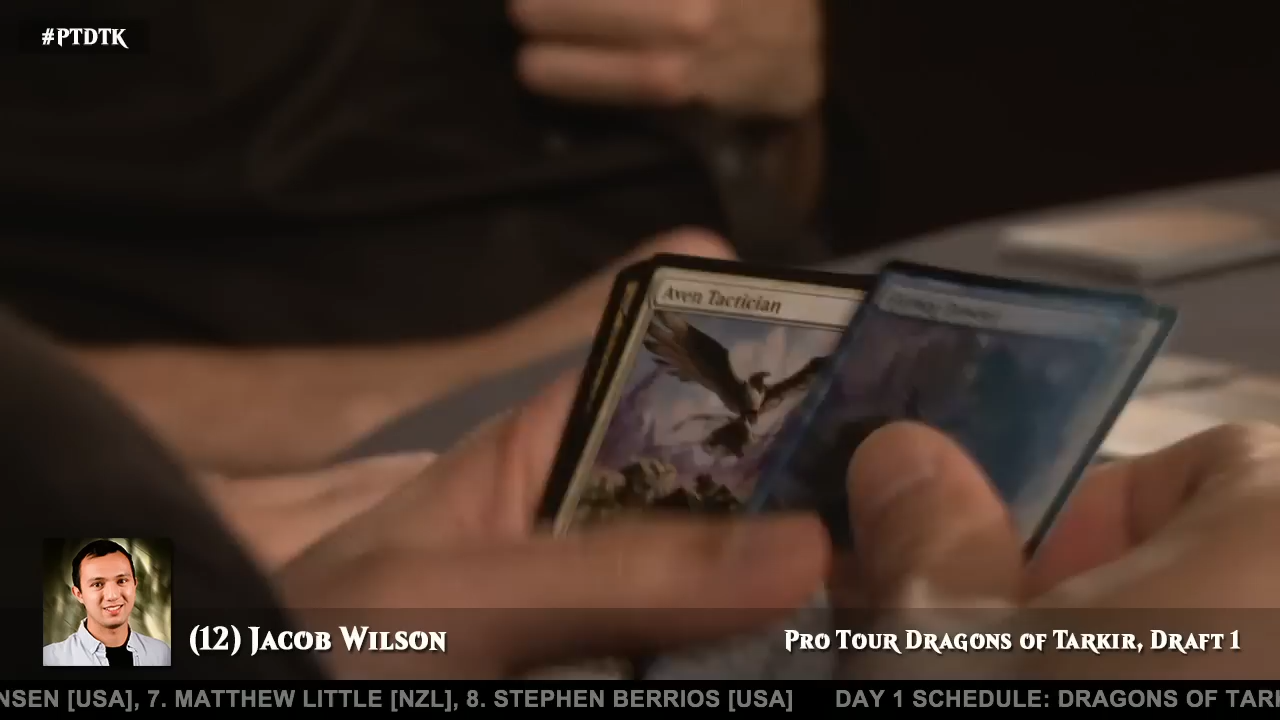 #PTDTK
Aven Tactician
(12) Jacob Wilson
Pro Tour Dragons of Tarkir, Draft 1
NSEN [USA], 7. MATTHEW LITTLE [NZL], 8. STEPHEN BERRIOS [USA] DAY 1 SCHEDULE: DRAGONS OF TAR